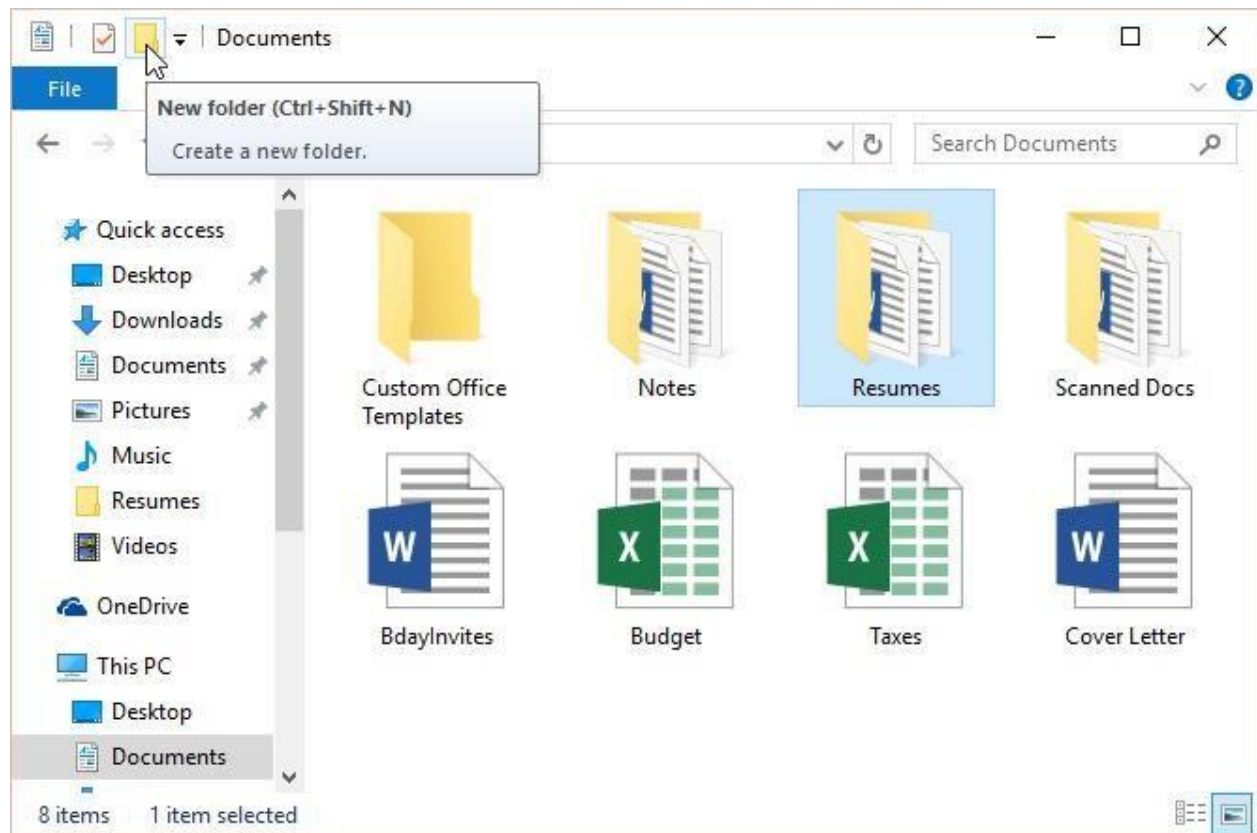 Documents
File
New folder (Ctrl+Shift+N)
Create a new folder.
Search Documents
Quick access
Desktop
Downloads
Documents
Pictures
Music
Resumes
Videos
OneDrive
This PC
Desktop
Documents
Custom Office
Templates
Notes
Resumes
Scanned Docs
W
X
X
W
BdayInvites
Budget
Taxes
Cover Letter
8 items 1 item selected